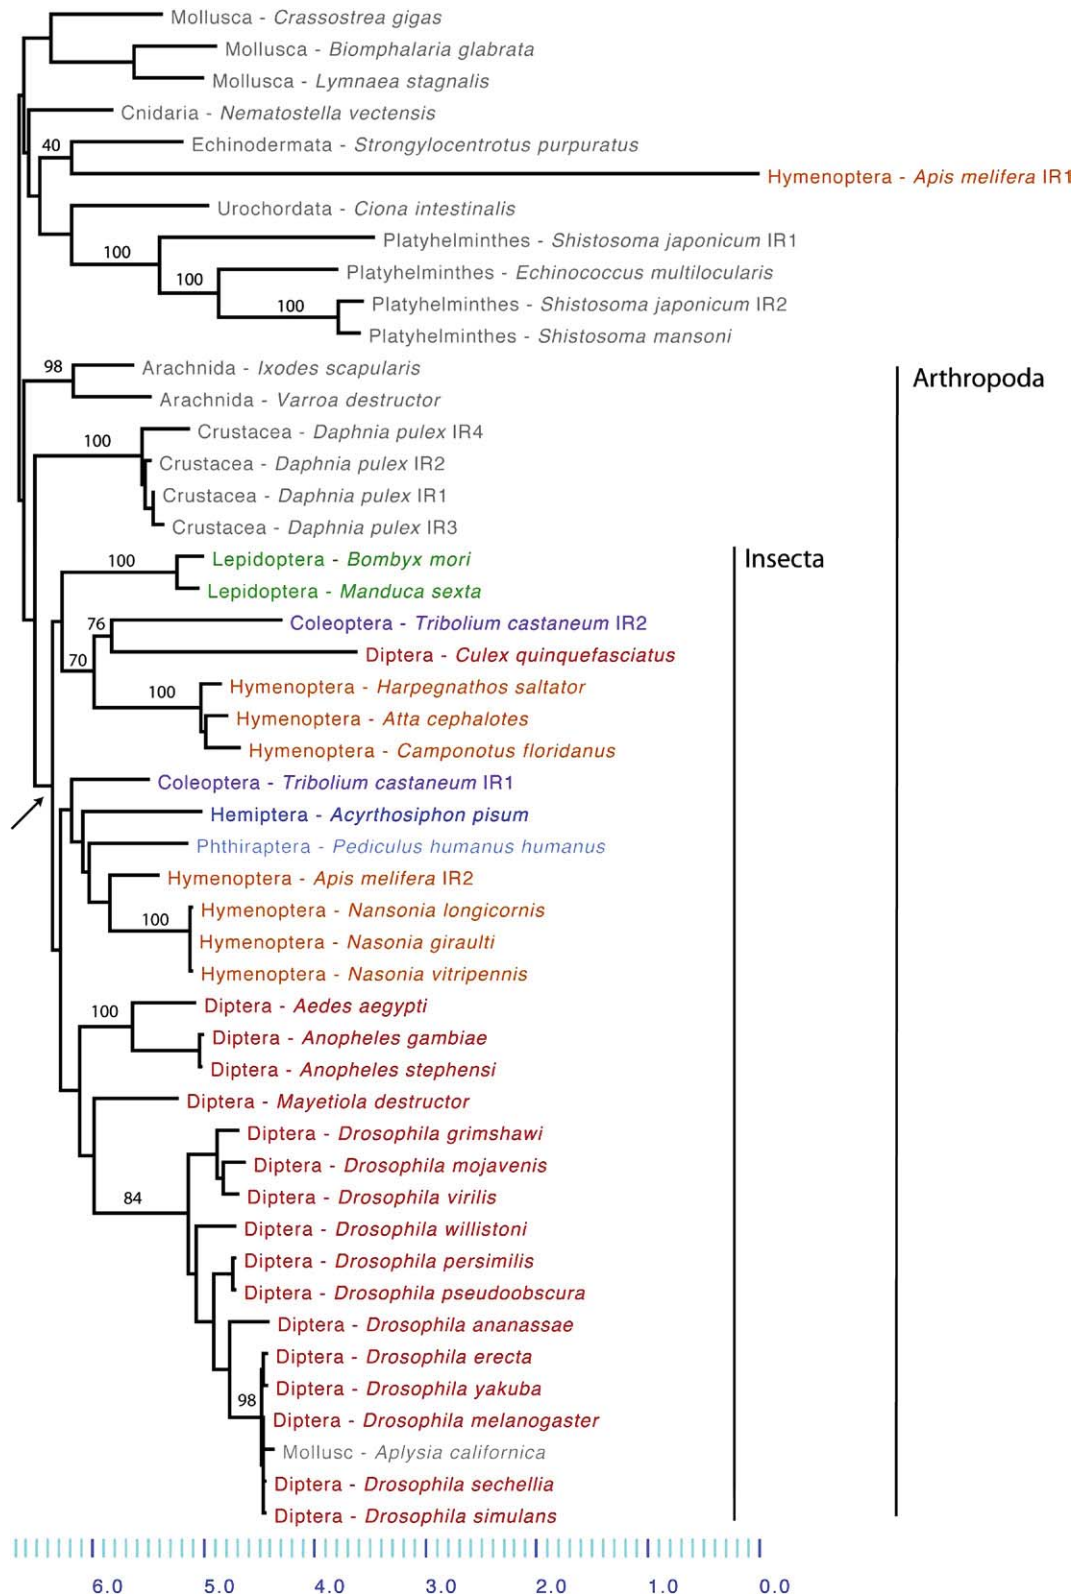 Mollusca - Crassostrea gigas
Mollusca - Biomphalaria glabrata
Mollusca - Lymnaea stagnalis
Cnidaria - Nematostella vectensis
40
Echinodermata - Strongylocentrotus purpuratus
Hymenoptera - Apis melifera IR1
Urochordata - Ciona intestinalis
100
Platyhelminthes - Shistosoma japonicum IR1
100
Platyhelminthes - Echinococcus multilocularis
100
Platyhelminthes - Shistosoma japonicum IR2
Platyhelminthes - Shistosoma mansoni
98
Arachnida - Ixodes scapularis
Arthropoda
Arachnida - Varroa destructor
100
Crustacea - Daphnia pulex IR4
Crustacea - Daphnia pulex IR2
Crustacea - Daphnia pulex IR1
Crustacea - Daphnia pulex IR3
100
Lepidoptera - Bombyx mori
Insecta
Lepidoptera - Manduca sexta
76
Coleoptera - Tribolium castaneum IR2
70
Diptera - Culex quinquefasciatus
100
Hymenoptera - Harpegnathos saltator
Hymenoptera - Atta cephalotes
Hymenoptera - Camponotus floridanus
Coleoptera - Tribolium castaneum IR1
Hemiptera - Acyrthosiphon pisum
Phthiraptera - Pediculus humanus humanus
Hymenoptera - Apis melifera IR2
100
Hymenoptera - Nansonia longicornis
Hymenoptera - Nasonia giraulti
Hymenoptera - Nasonia vitripennis
100
Diptera - Aedes aegypti
Diptera - Anopheles gambiae
Diptera - Anopheles stephensi
Diptera - Mayetiola destructor
Diptera - Drosophila grimshawi
Diptera - Drosophila mojavenis
84
Diptera - Drosophila virilis
Diptera - Drosophila willistoni
Diptera - Drosophila persimilis
Diptera - Drosophila pseudoobscura
Diptera - Drosophila ananassae
Diptera - Drosophila erecta
98
Diptera - Drosophila yakuba
Diptera - Drosophila melanogaster
Mollusc - Aplysia californica
Diptera - Drosophila sechellia
Diptera - Drosophila simulans
6.0 5.0 4.0 3.0 2.0 1.0 0.0